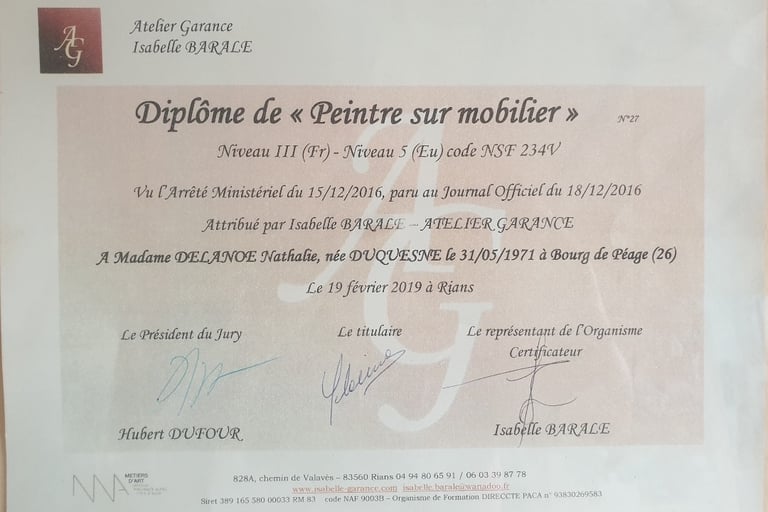 AG
Atelier Garance
Isabelle BARALE
Diplôme de « Peintre sur mobilier » N°27
Niveau III (Fr) - Niveau 5 (Eu) code NSF 234V
Vu l'Arrêté Ministériel du 15/12/2016, paru au Journal Officiel du 18/12/2016
Attribué par Isabelle BARALE – ATELIER GARANCE
A Madame DELANOE Nathalie, née DUQUESNE le 31/05/1971 à Bourg de Péage (26)
Le 19 février 2019 à Rians
Le Président du Jury Le titulaire Le représentant de l'Organisme
Certificateur
Hubert DUFOUR Isabelle BARALE
METIERS
D'ART
828A, chemin de Valavès – 83560 Rians 04 94 80 65 91 / 06 03 39 87 78
www.isabelle-garance.com isabelle.barale@wanadoo.fr
Siret 389 165 580 00033 RM 83 code NAF 9003B – Organisme de Formation DIRECCTE PACA n° 93830269583